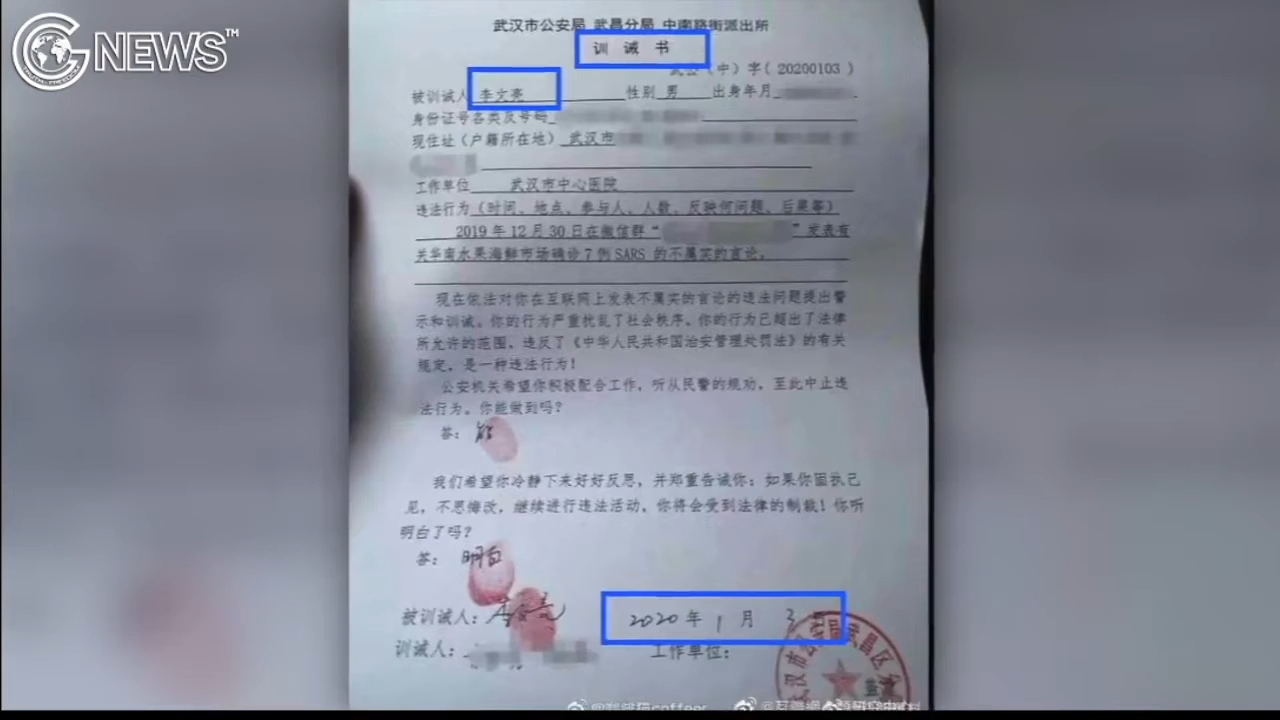 GNEWS™
武汉市公安局 武昌分局 中南路街派出所
训 诫 书
（中）字（20200103）
被训诫人 李文亮 性别 男 出身年月
身份证号各类及号码
现住址（户籍所在地） 武汉市
工作单位 武汉市中心医院
违法行为（时间、地点、参与人、人数、反映何问题、后果等）
2019年12月30日在微信群“ ”发表有
关华南水果海鲜市场确诊7例SARS的不属实的言论。
现在依法对你在互联网上发表不属实的言论的违法问题提出警
示和训诫。你的行为严重扰乱了社会秩序。你的行为已超出了法律
所允许的范围，违反了《中华人民共和国治安管理处罚法》的有关
规定，是一种违法行为！
公安机关希望你积极配合工作，听从民警的规劝，至此中止违
法行为。你能做到吗？
答：能
我们希望你冷静下来好好反思，并郑重告诫你：如果你固执己
见，不思悔改，继续进行违法活动，你将会受到法律的制裁！你听
明白了吗？
答：明白
被训诫人：李文亮 2020年1月3
训诫人： 工作单位：